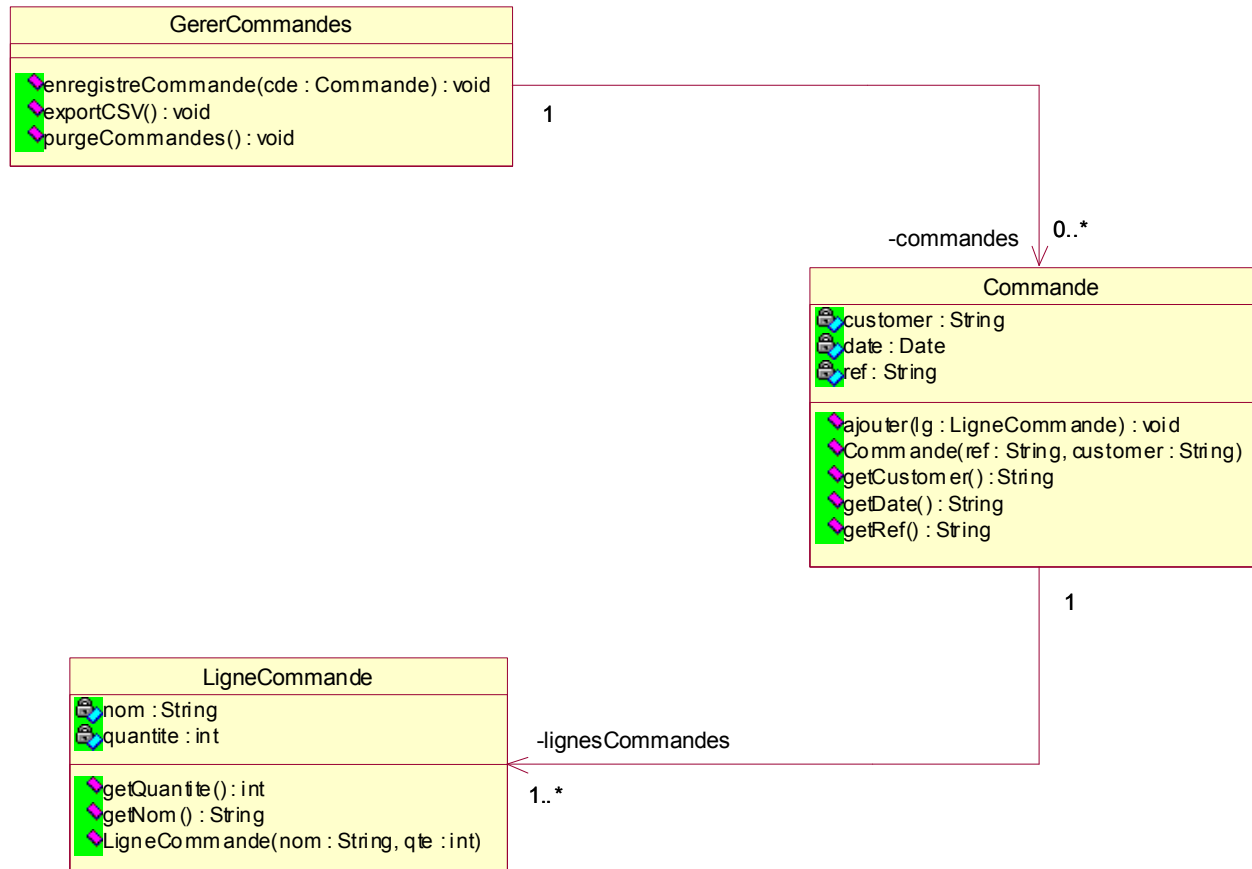 GererCommandes
enregistreCommande(cde : Commande) : void
exportCSV() : void
purgeCommandes() : void
1
-commandes
0..*
Commande
customer : String
date : Date
ref : String
ajouter(lg : LigneCommande) : void
Commande(ref : String, customer : String)
getCustomer() : String
getDate() : String
getRef() : String
1
LigneCommande
nom : String
quantite : int
getQuantite() : int
getNom() : String
LigneCommande(nom : String, qte : int)
-lignesCommandes
1..*